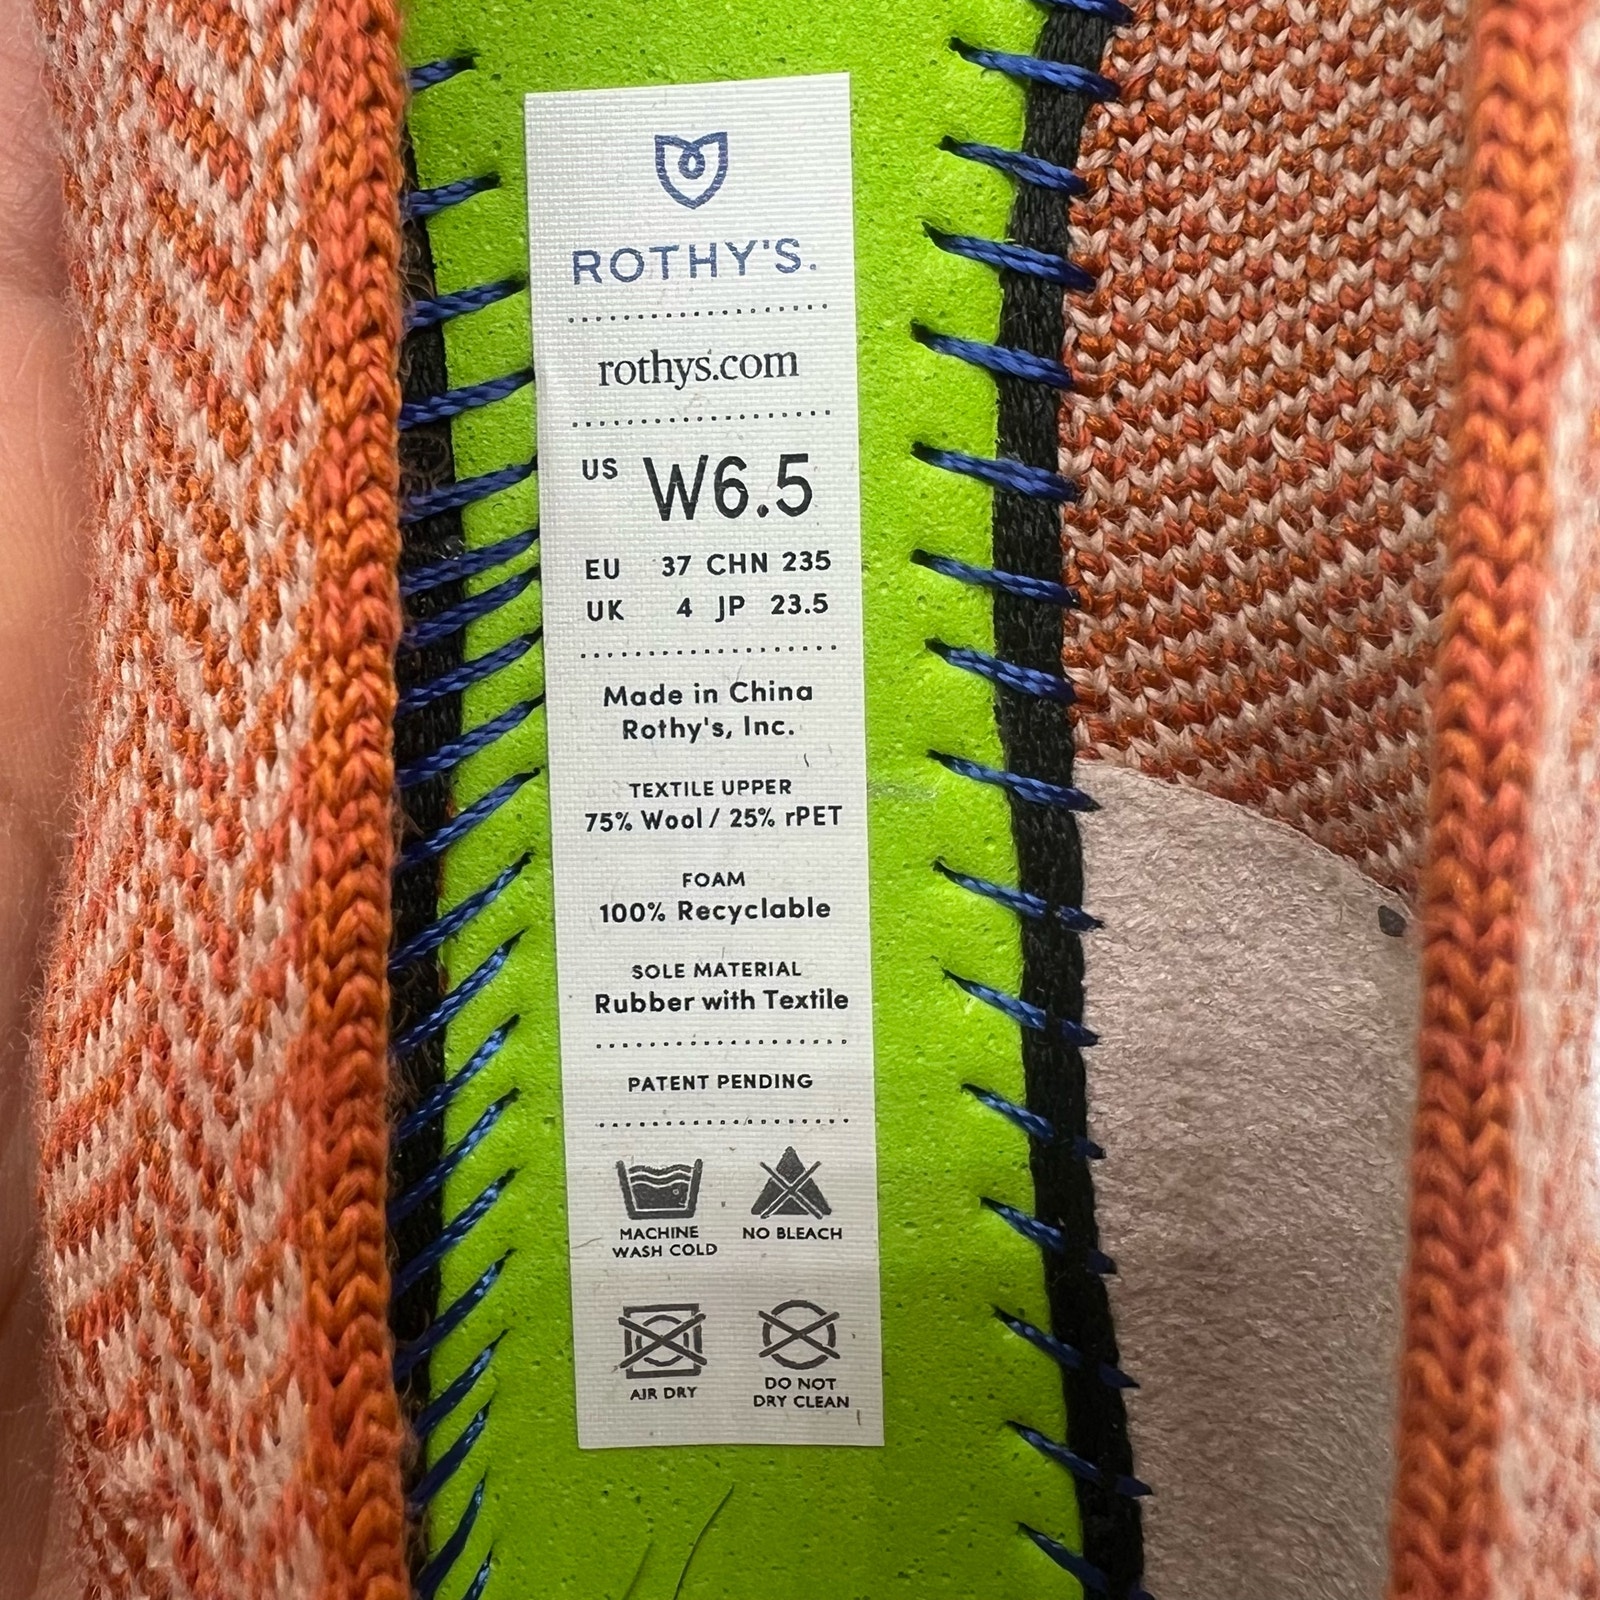 ROTHY'S.
rothys.com
US W6.5
EU 37 CHN 235
UK 4 JP 23.5
Made in China
Rothy's, Inc.
TEXTILE UPPER
75% Wool / 25% rPET
FOAM
100% Recyclable
SOLE MATERIAL
Rubber with Textile
PATENT PENDING
MACHINE
WASH COLD
NO BLEACH
AIR DRY
DO NOT
DRY CLEAN